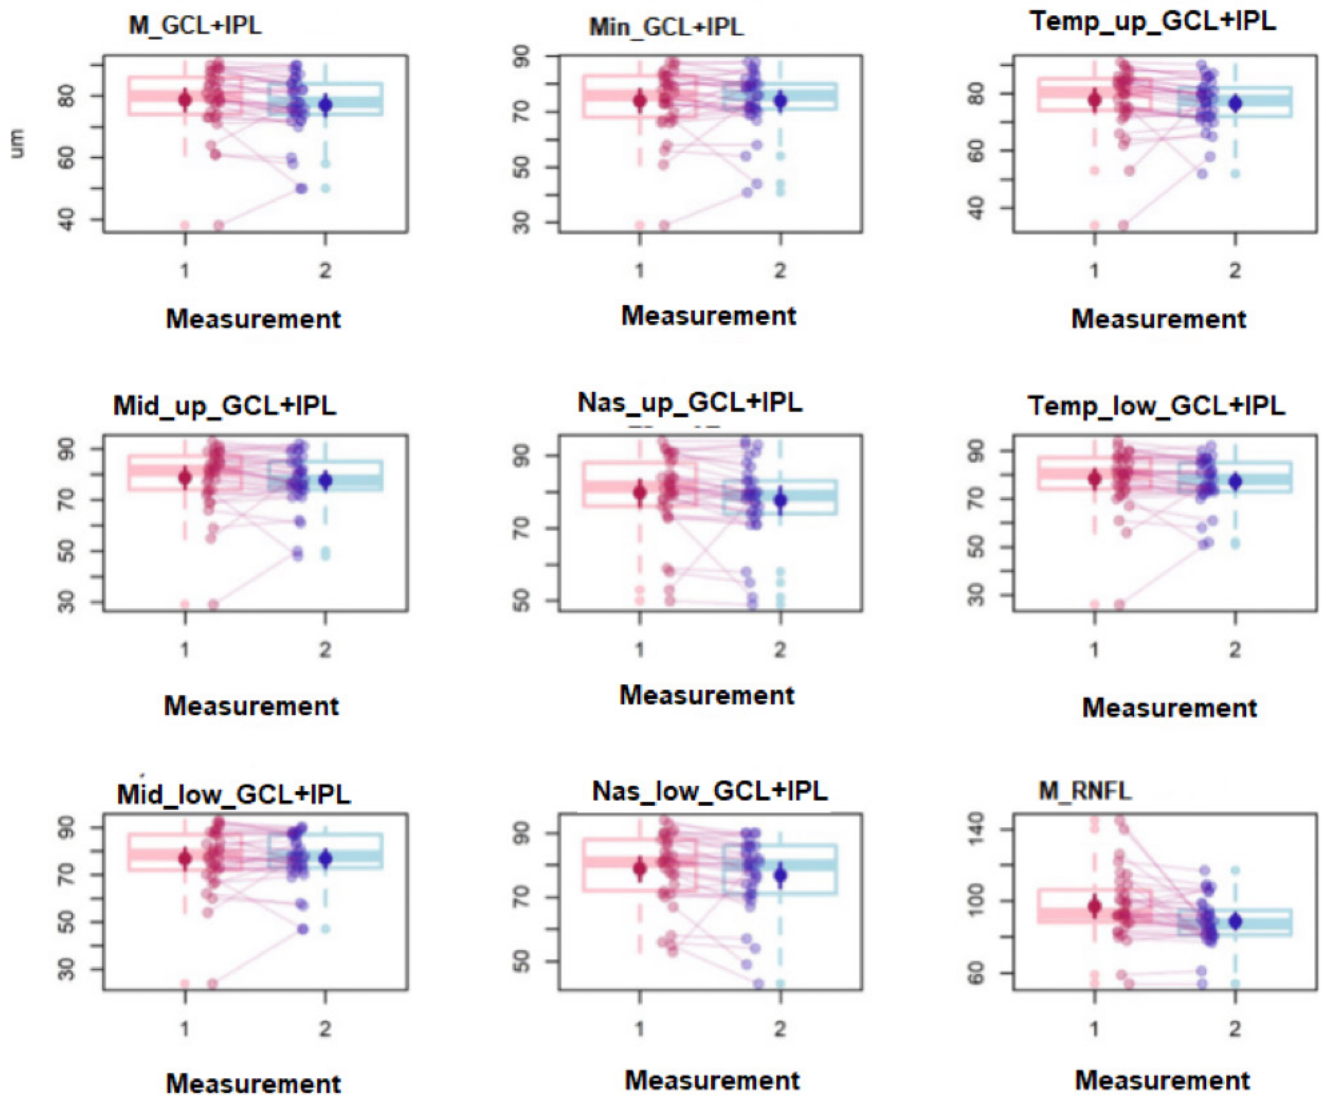 M_GCL+IPL
Min_GCL+IPL
Temp_up_GCL+IPL
um
80
60
40
1
2
Measurement
90
70
50
30
1
2
Measurement
80
60
40
1
2
Measurement
Mid_up_GCL+IPL
Nas_up_GCL+IPL
Temp_low_GCL+IPL
90
70
50
30
1
2
Measurement
90
70
50
1
2
Measurement
90
70
50
30
1
2
Measurement
Mid_low_GCL+IPL
Nas_low_GCL+IPL
M_RNFL
90
70
50
30
1
2
Measurement
90
70
50
1
2
Measurement
140
100
60
1
2
Measurement